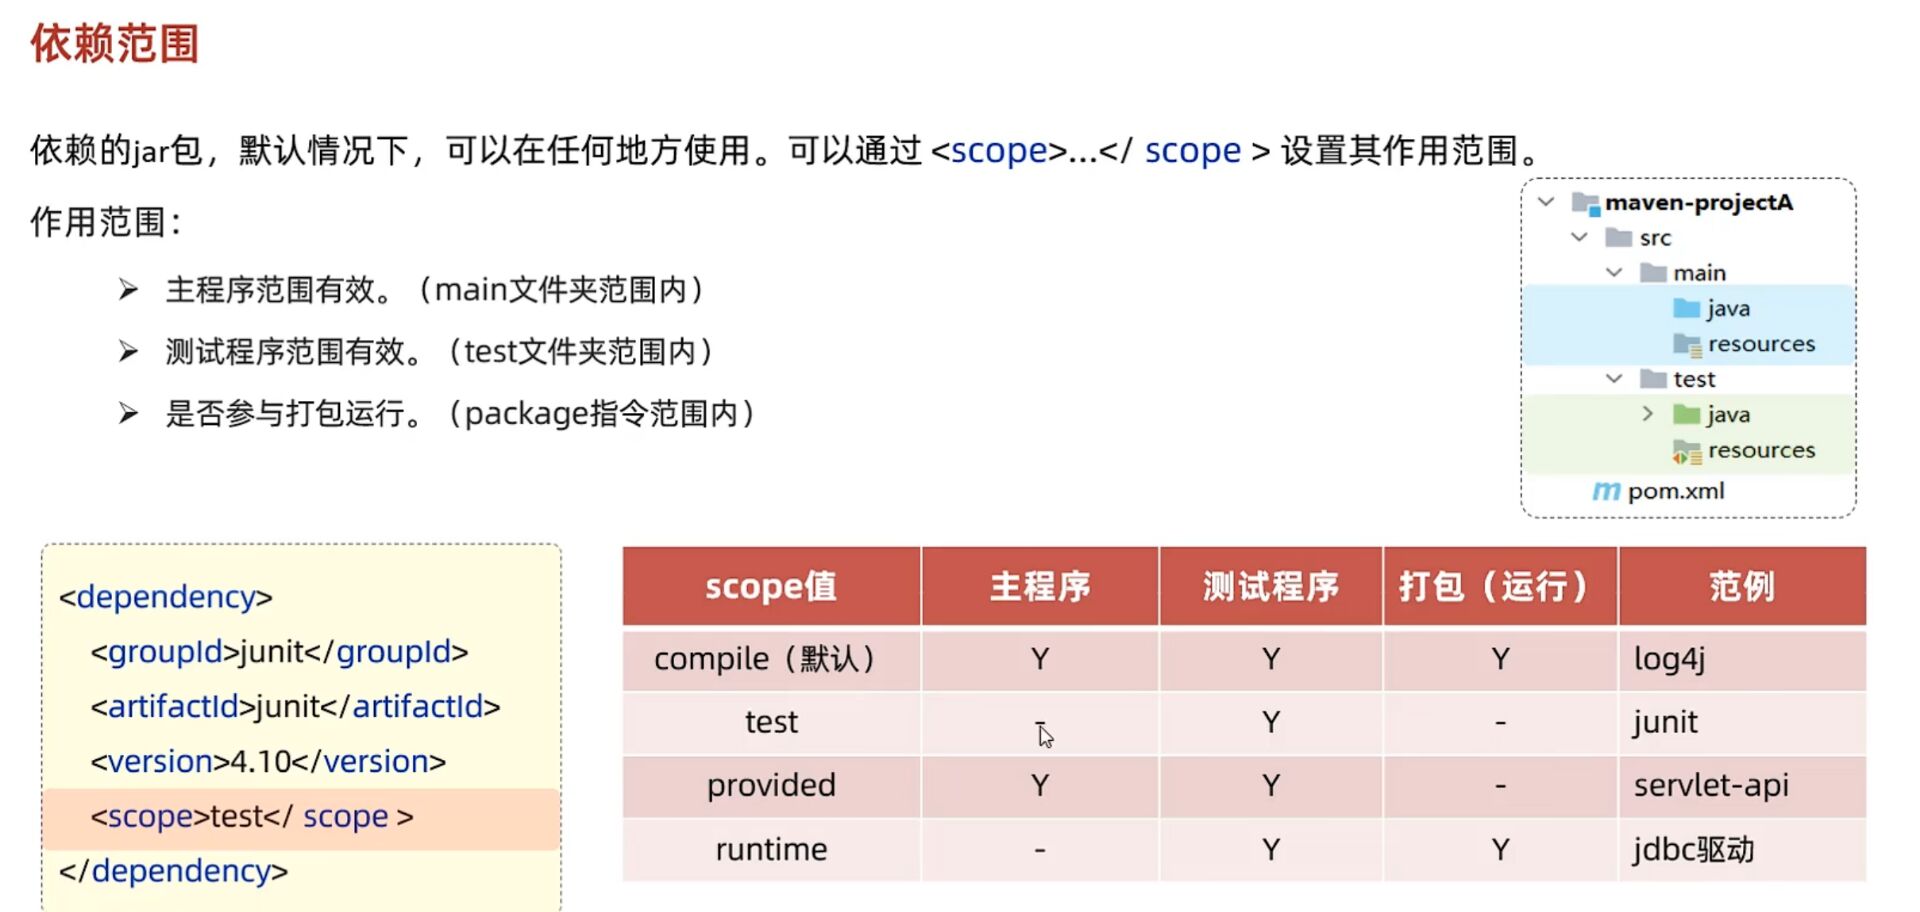 依赖范围
依赖的jar包，默认情况下，可以在任何地方使用。可以通过 <scope>...</ scope > 设置其作用范围。
作用范围：
主程序范围有效。（main文件夹范围内）
测试程序范围有效。（test文件夹范围内）
是否参与打包运行。（package指令范围内）
maven-projectA
src
main
java
resources
test
java
resources
pom.xml
<dependency>
<groupId>junit</groupId>
<artifactId>junit</artifactId>
<version>4.10</version>
<scope>test</ scope >
</dependency>
scope值 主程序 测试程序 打包（运行） 范例
compile（默认） Y Y Y log4j
test - Y - junit
provided Y Y - servlet-api
runtime - Y Y jdbc驱动